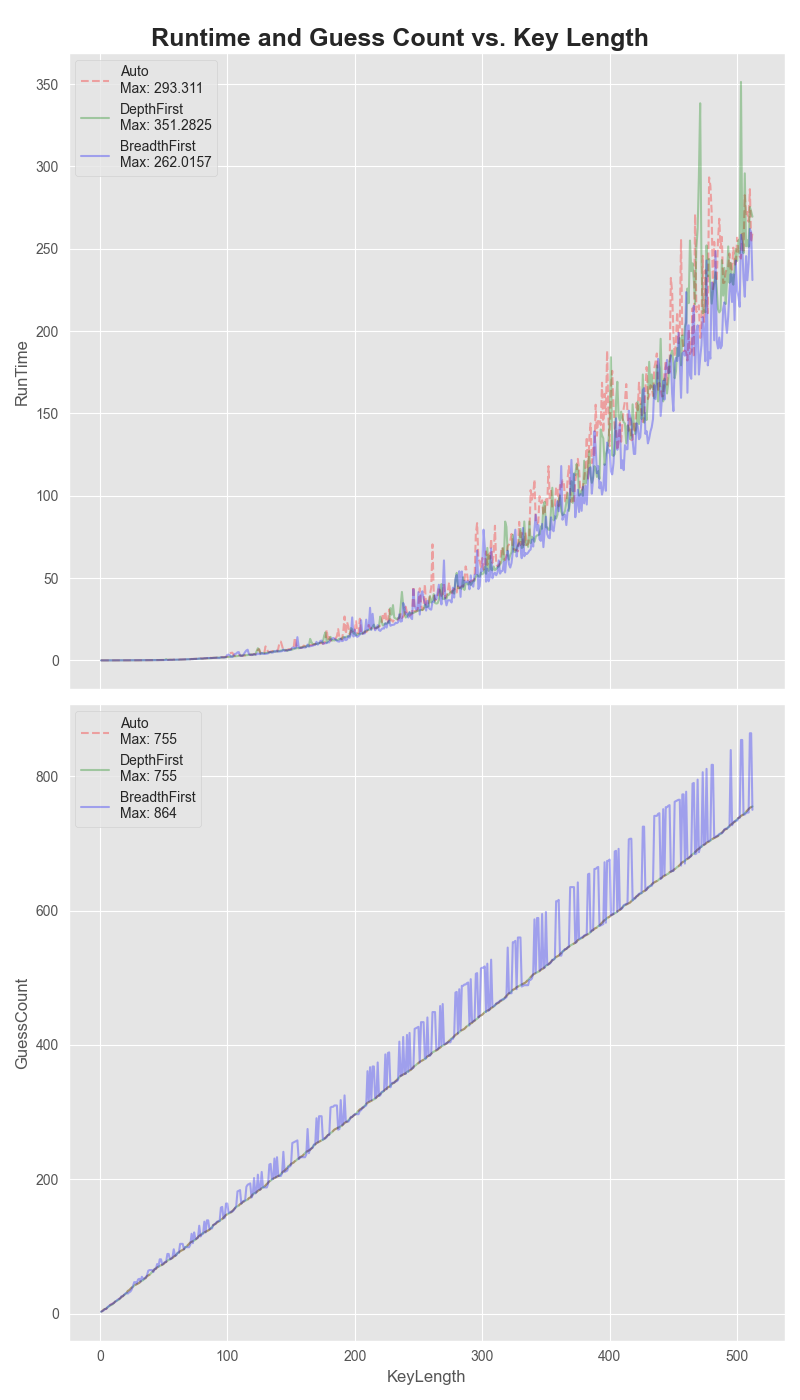 Runtime and Guess Count vs. Key Length
Auto
Max: 293.311
DepthFirst
Max: 351.2825
BreadthFirst
Max: 262.0157
350
300
250
200
150
100
50
0
RunTime
Auto
Max: 755
DepthFirst
Max: 755
BreadthFirst
Max: 864
800
600
400
200
0
GuessCount
0 100 200 300 400 500
KeyLength